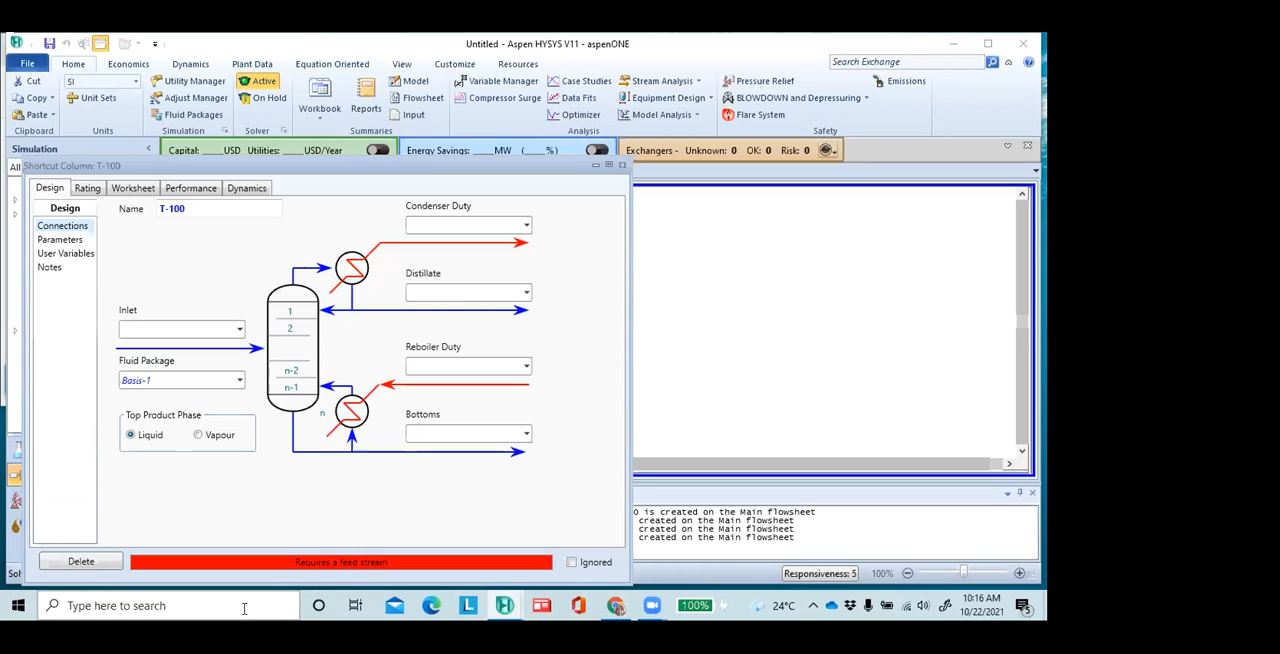 Untitled - Aspen HYSYS V11 - aspenONE
File Home Economics Dynamics Plant Data Equation Oriented View Customize Resources Search Exchange
Cut SI Utility Manager Active Model Variable Manager Case Studies Stream Analysis Pressure Relief Emissions
Copy Unit Sets Adjust Manager On Hold Workbook Reports Flowsheet Compressor Surge Data Fits Equipment Design BLOWDOWN and Depressuring
Paste Fluid Packages Input Optimizer Model Analysis Flare System
Clipboard Units Simulation Solver Summaries Analysis Safety
Simulation Capital: ____USD Utilities: ____USD/Year Energy Savings: ____MW (____%) Exchangers - Unknown: 0 OK: 0 Risk: 0
All
Shortcut Column: T-100
Design Rating Worksheet Performance Dynamics
Design
Connections
Parameters
User Variables
Notes
Name T-100
Condenser Duty
Distillate
Inlet
1
2
Reboiler Duty
Fluid Package
Basis-1
n-2
n-1
n
Top Product Phase
Liquid Vapour
Bottoms
Delete Requires a feed stream Ignored
O is created on the Main flowsheet
created on the Main flowsheet
created on the Main flowsheet
created on the Main flowsheet
Sol
Responsiveness: 5 100%
Type here to search
100% 24°C
10:16 AM
10/22/2021
5